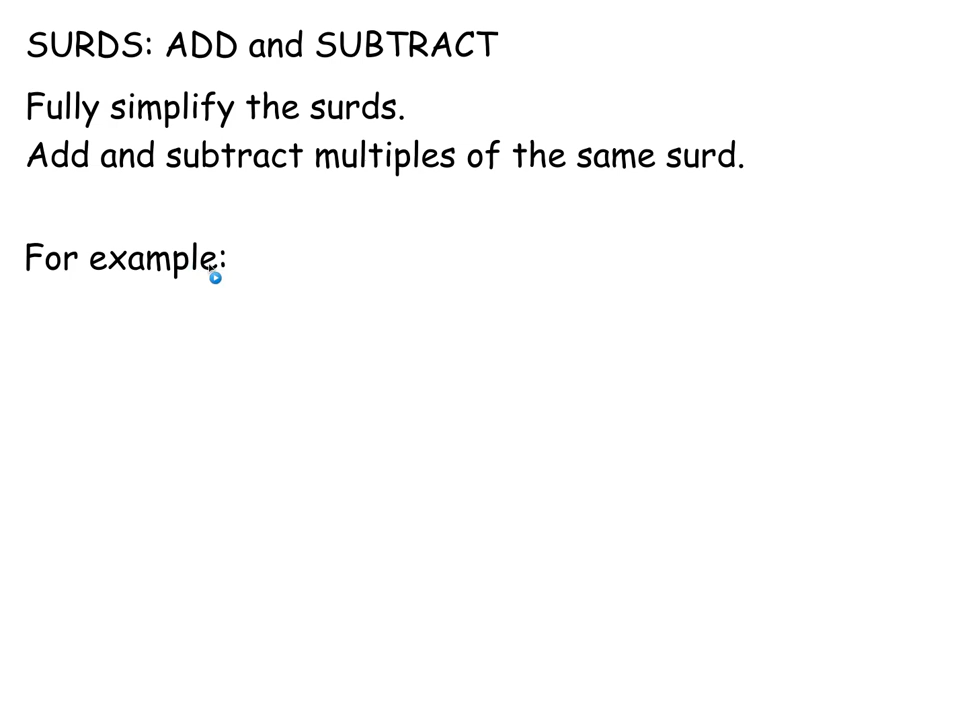 SURDS: ADD and SUBTRACT
Fully simplify the surds.
Add and subtract multiples of the same surd.
For example: